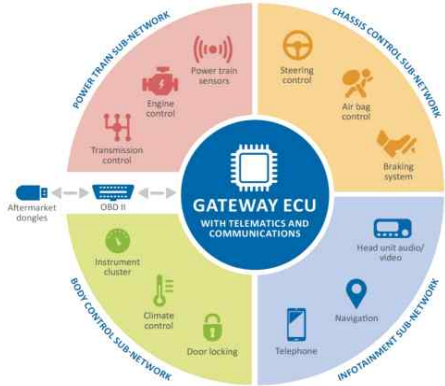 POWER TRAIN SUB-NETWORK
CHASSIS CONTROL SUB-NETWORK
Power train
sensors
Engine
control
Transmission
control
Steering
control
Air bag
control
Braking
system
Aftermarket
dongles
OBD II
GATEWAY ECU
WITH TELEMATICS AND
COMMUNICATIONS
Instrument
cluster
Climate
control
Door locking
Head unit audio/
video
Navigation
Telephone
BODY CONTROL SUB-NETWORK
INFOTAINMENT SUB-NETWORK